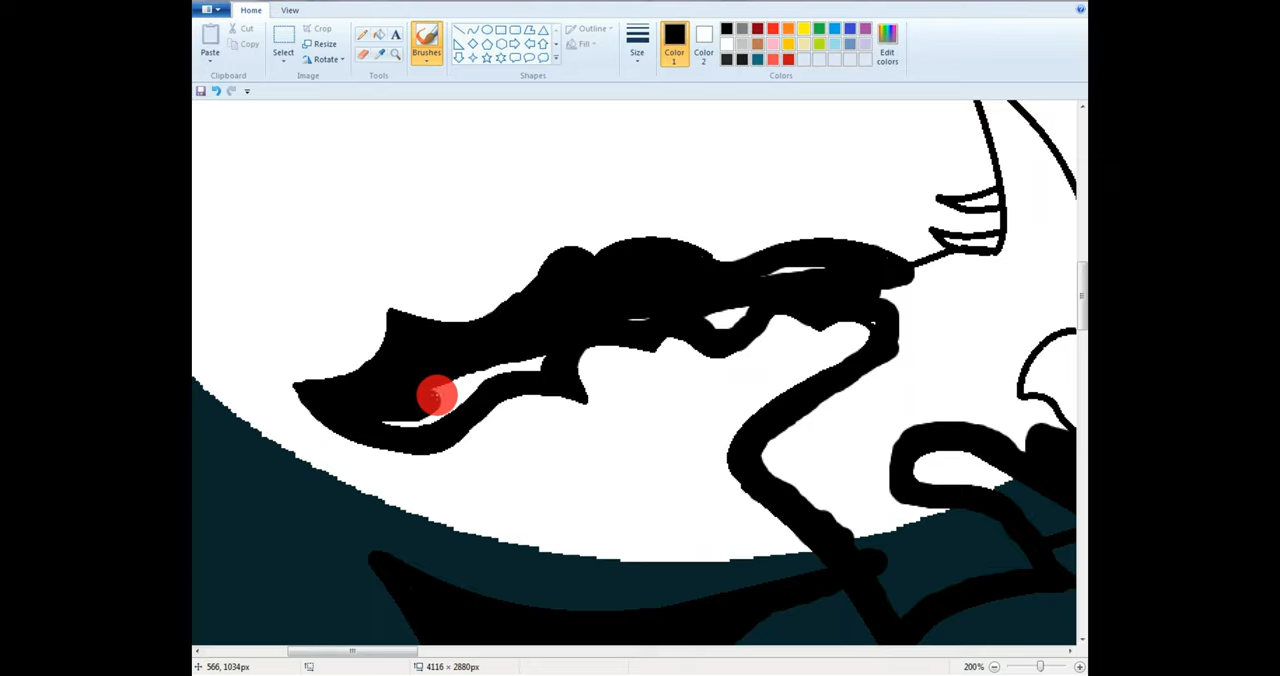 Home View
Paste
Cut
Copy
Clipboard
Select
Crop
Resize
Rotate
Image
A
Tools
Brushes
Outline
Fill
Shapes
Size
Color 1
Color 2
Edit colors
Colors
566, 1034px 4116 × 2880px 200%